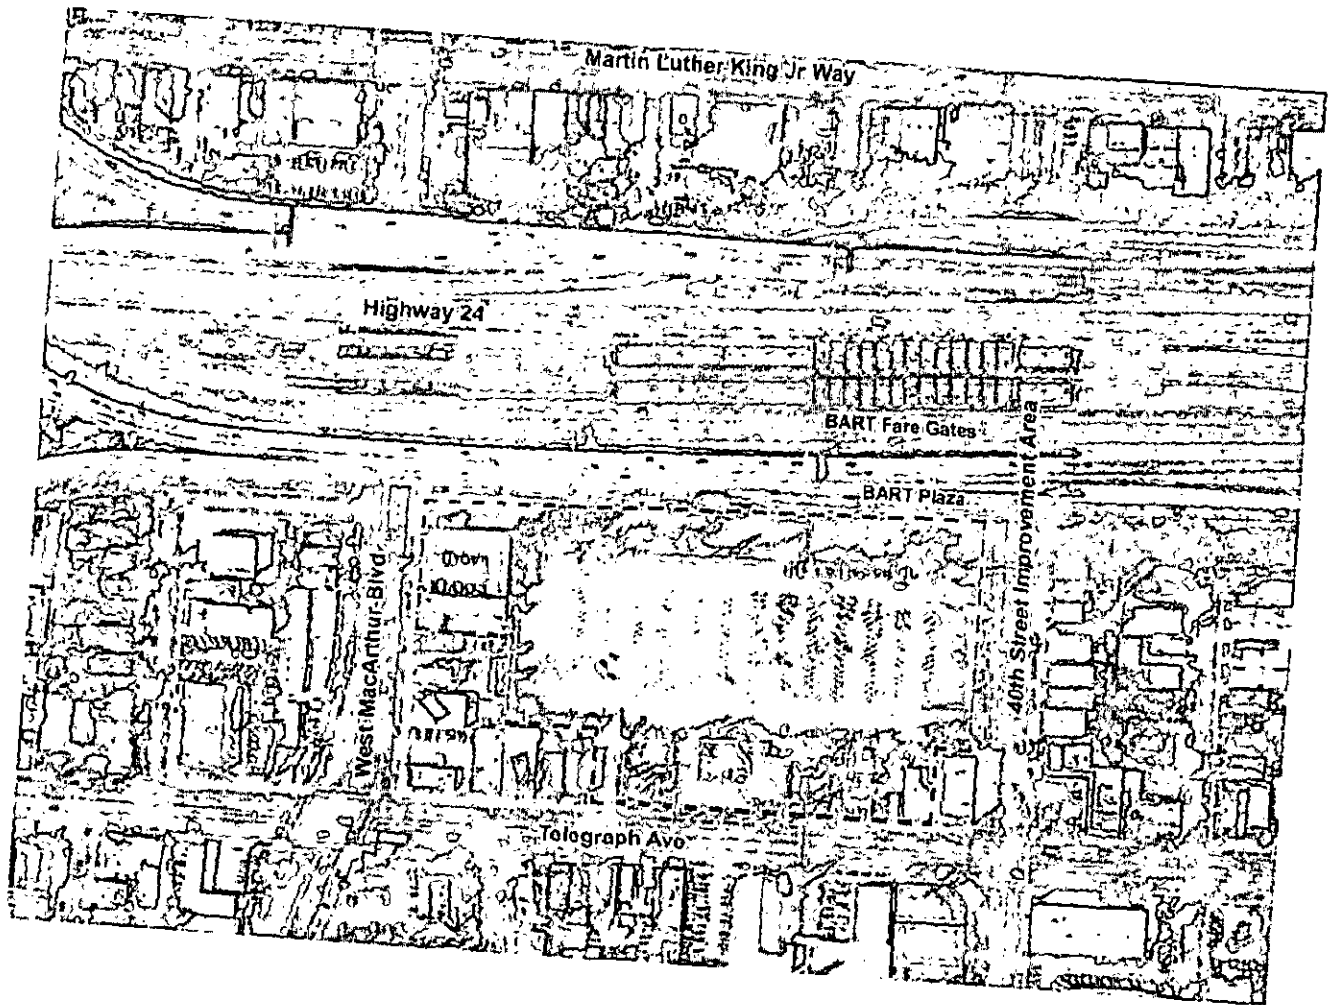 Martin Luther King Jr Way
Highway 24
BART Fare Gates
BART Plaza
40th Street Improvement Area
West MacArthur Blvd
Telegraph Ave